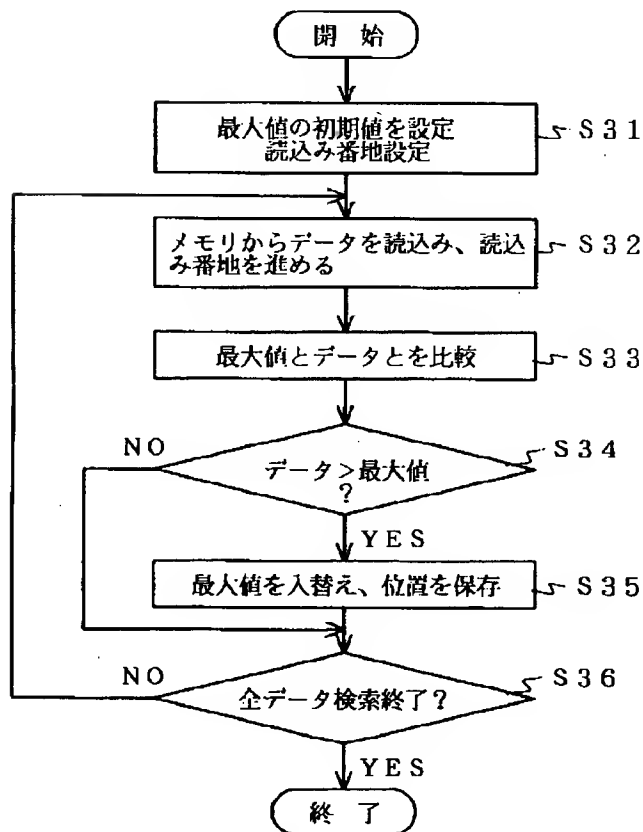 開 始
最大値の初期値を設定
読込み番地設定
S31
メモリからデータを読込み、読込
み番地を進める
S32
最大値とデータとを比較
S33
NO
データ>最大値
?
S34
YES
最大値を入替え、位置を保存
S35
NO
全データ検索終了?
S36
YES
終 了